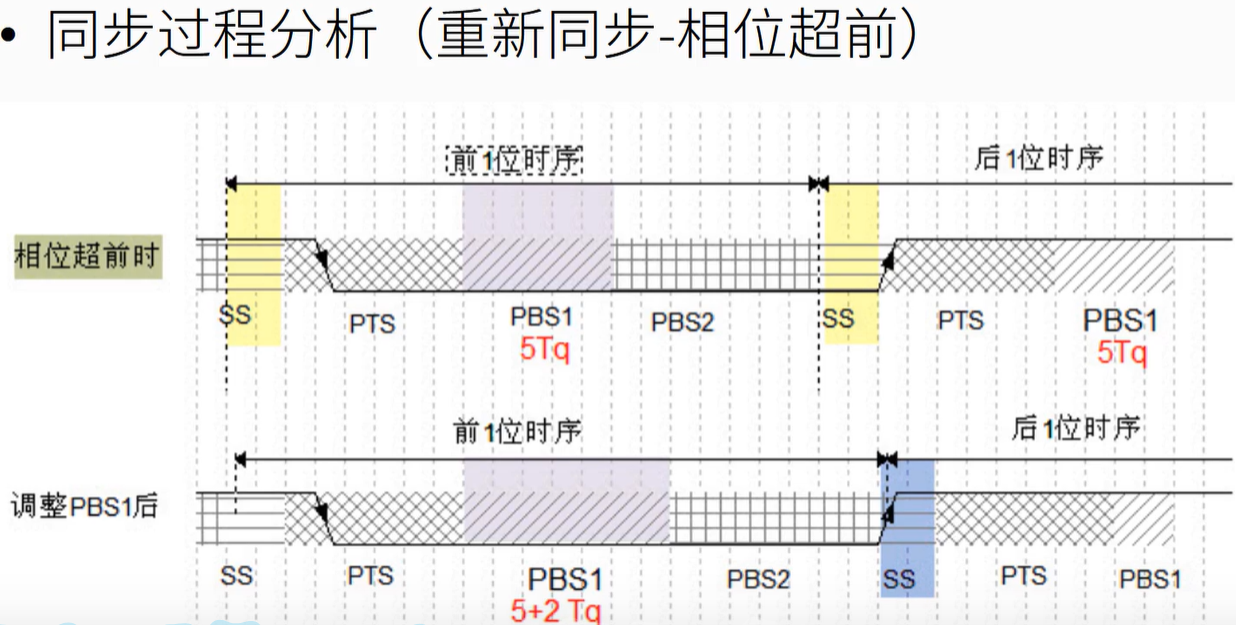 • 同步过程分析（重新同步-相位超前）
前1位时序 后1位时序
相位超前时
SS PTS PBS1 PBS2 SS PTS PBS1
5Tq 5Tq
前1位时序 后1位时序
调整PBS1后
SS PTS PBS1 PBS2 SS PTS PBS1
5+2 Tq